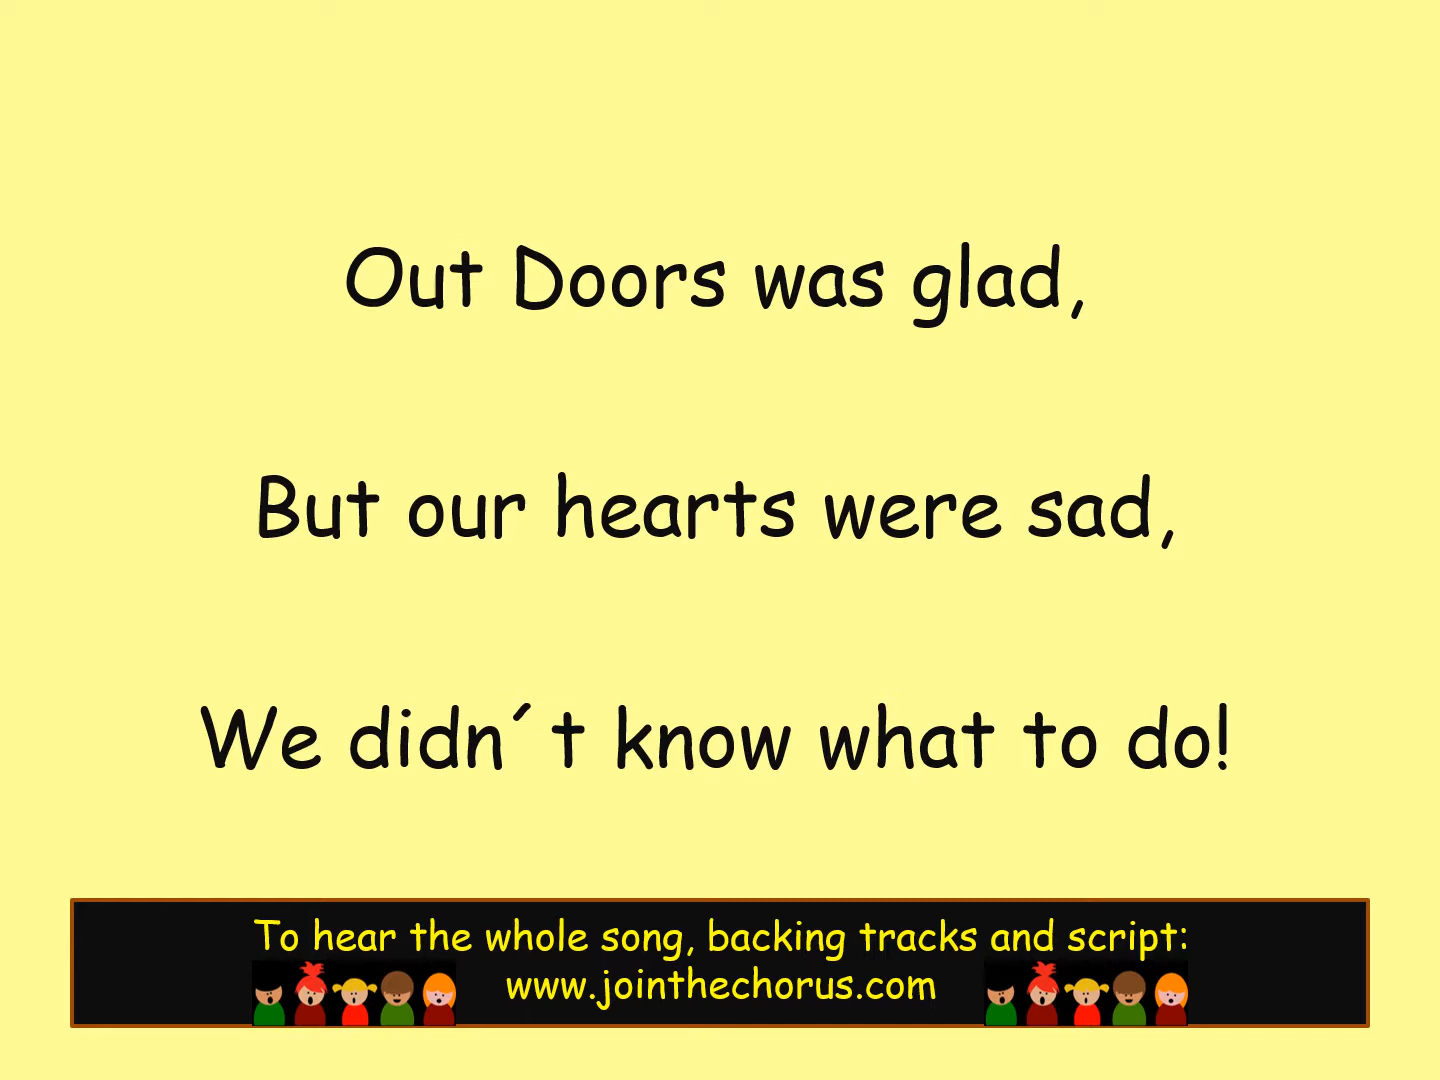 Out Doors was glad,
But our hearts were sad,
We didn´t know what to do!
To hear the whole song, backing tracks and script:
www.jointhechorus.com